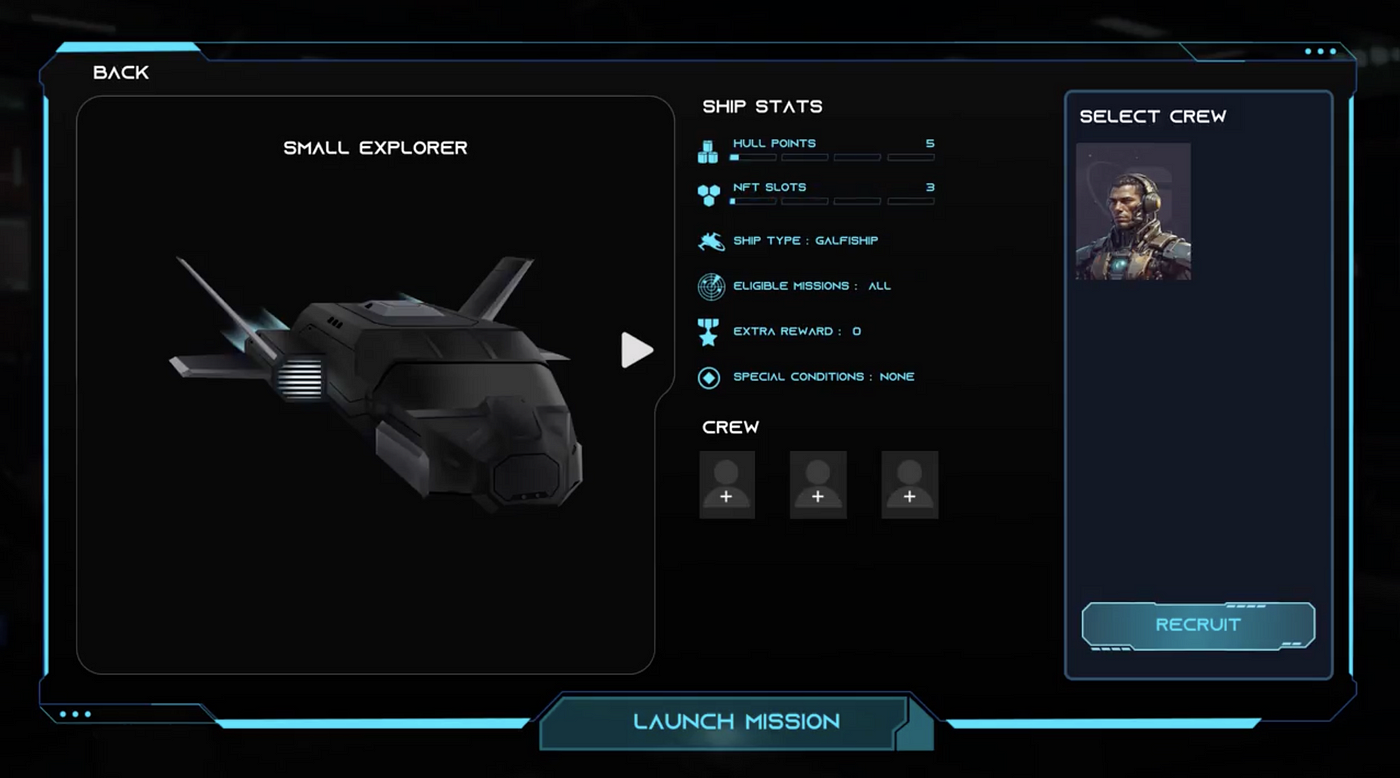 BACK
SMALL EXPLORER
SHIP STATS
HULL POINTS 5
NFT SLOTS 3
SHIP TYPE : GALFISHIP
ELIGIBLE MISSIONS : ALL
EXTRA REWARD : 0
SPECIAL CONDITIONS : NONE
CREW
+ + +
SELECT CREW
RECRUIT
LAUNCH MISSION